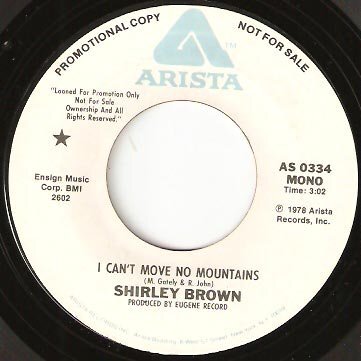 PROMOTIONAL COPY
NOT FOR SALE
TM
ARISTA
"Loaned For Promotion Only
Not For Sale
Ownership And All
Rights Reserved."
Ensign Music
Corp. BMI
2602
AS 0334
MONO
Time: 3:02
℗ 1978 Arista
Records, Inc.
I CAN'T MOVE NO MOUNTAINS
(M. Gately & R. John)
SHIRLEY BROWN
PRODUCED BY EUGENE RECORD